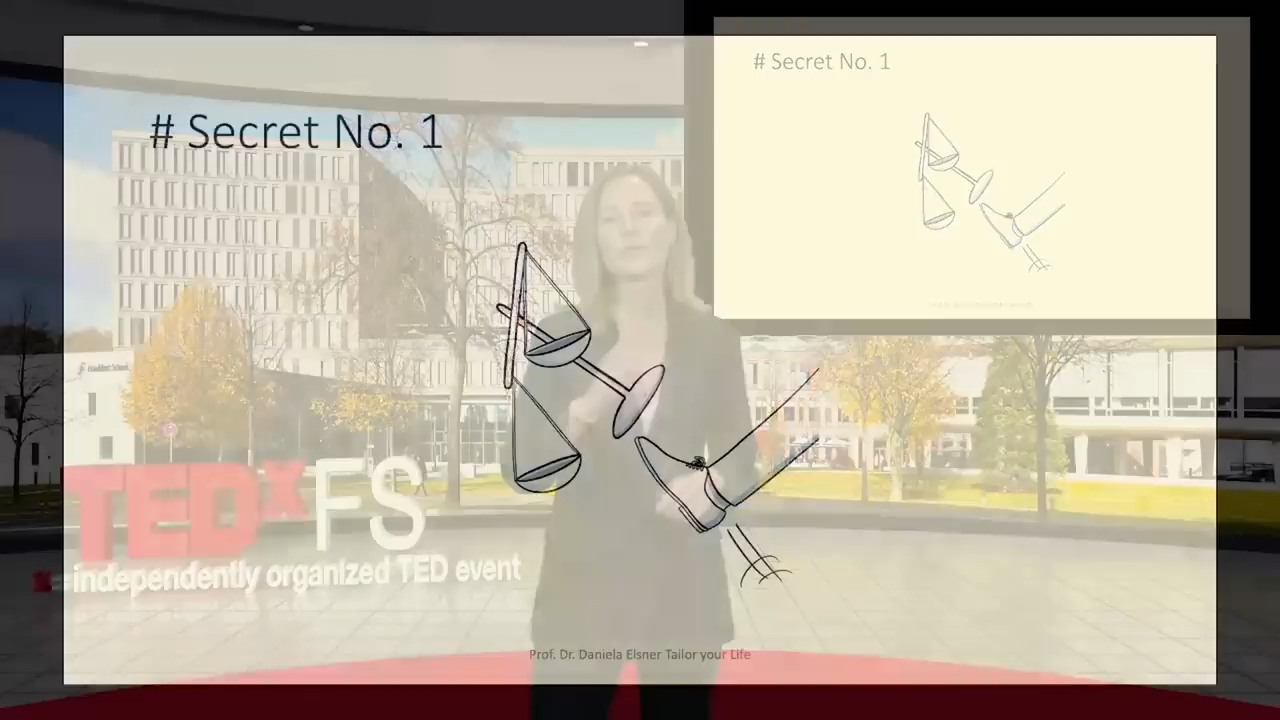 # Secret No. 1
# Secret No. 1
TEDxFS
x = independently organized TED event
Prof. Dr. Daniela Elsner Tailor your Life